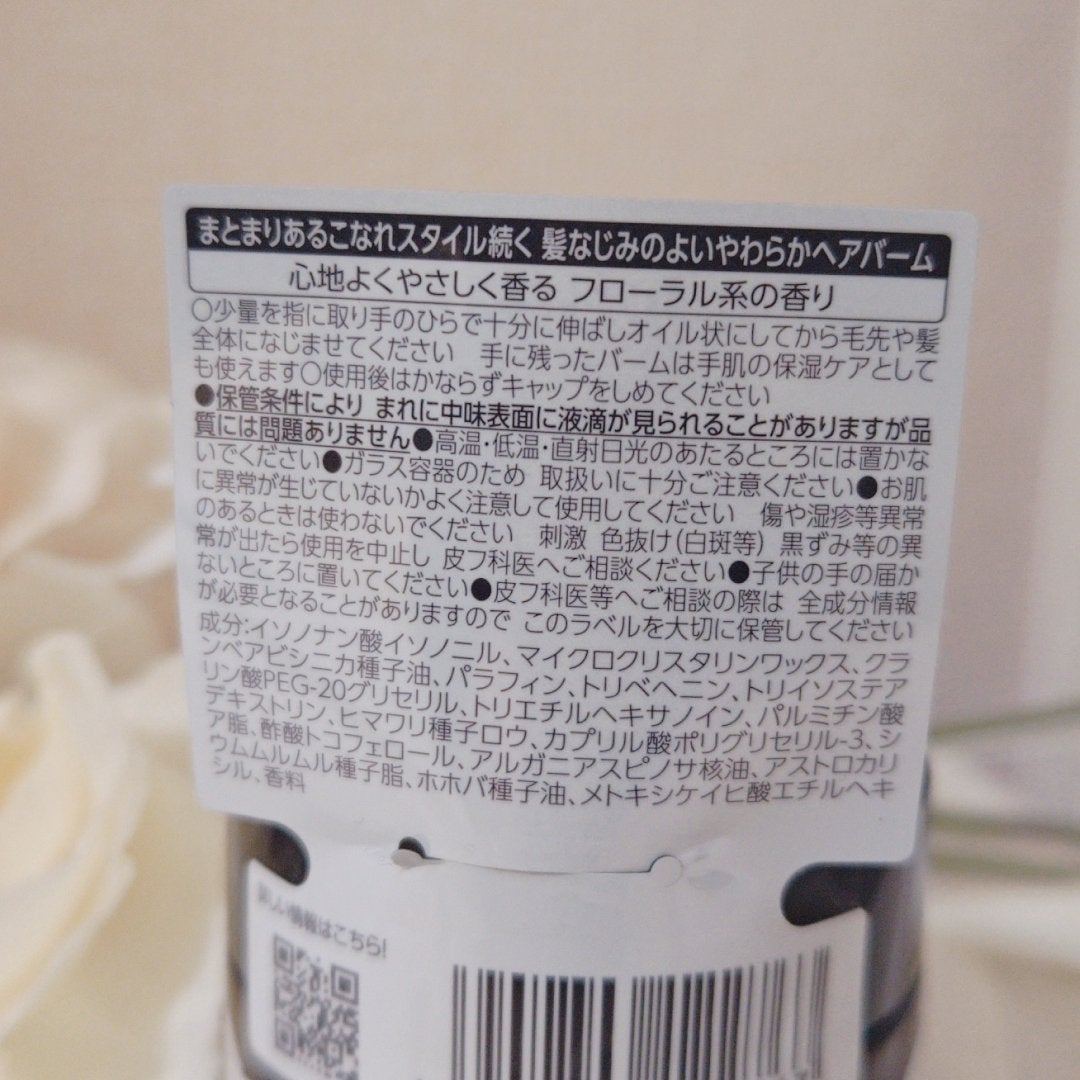 まとまりあるこなれスタイル続く 髪なじみのよいやわらかヘアバーム
心地よくやさしく香る フローラル系の香り
○少量を指に取り手のひらで十分に伸ばしオイル状にしてから毛先や髪
全体になじませてください 手に残ったバームは手肌の保湿ケアとして
も使えます○使用後はかならずキャップをしめてください
●保管条件により まれに中味表面に液滴が見られることがありますが品
質には問題ありません●高温・低温・直射日光のあたるところには置かな
いでください●ガラス容器のため 取扱いに十分ご注意ください●お肌
に異常が生じていないかよく注意して使用してください 傷や湿疹等異常
のあるときは使わないでください 刺激 色抜け(白斑等) 黒ずみ等の異
常が出たら使用を中止し 皮フ科医へご相談ください●子供の手の届か
ないところに置いてください●皮フ科医等へご相談の際は 全成分情報
が必要となることがありますので このラベルを大切に保管してください
成分:イソノナン酸イソノニル、マイクロクリスタリンワックス、クラ
ンベアビシニカ種子油、パラフィン、トリベヘニン、トリイソステア
リン酸PEG-20グリセリル、トリエチルヘキサノイン、パルミチン酸
デキストリン、ヒマワリ種子ロウ、カプリル酸ポリグリセリル-3、シ
ア脂、酢酸トコフェロール、アルガニアスピノサ核油、アストロカリ
ウムムルムル種子脂、ホホバ種子油、メトキシケイヒ酸エチルヘキ
シル、香料
詳しい情報はこちら!